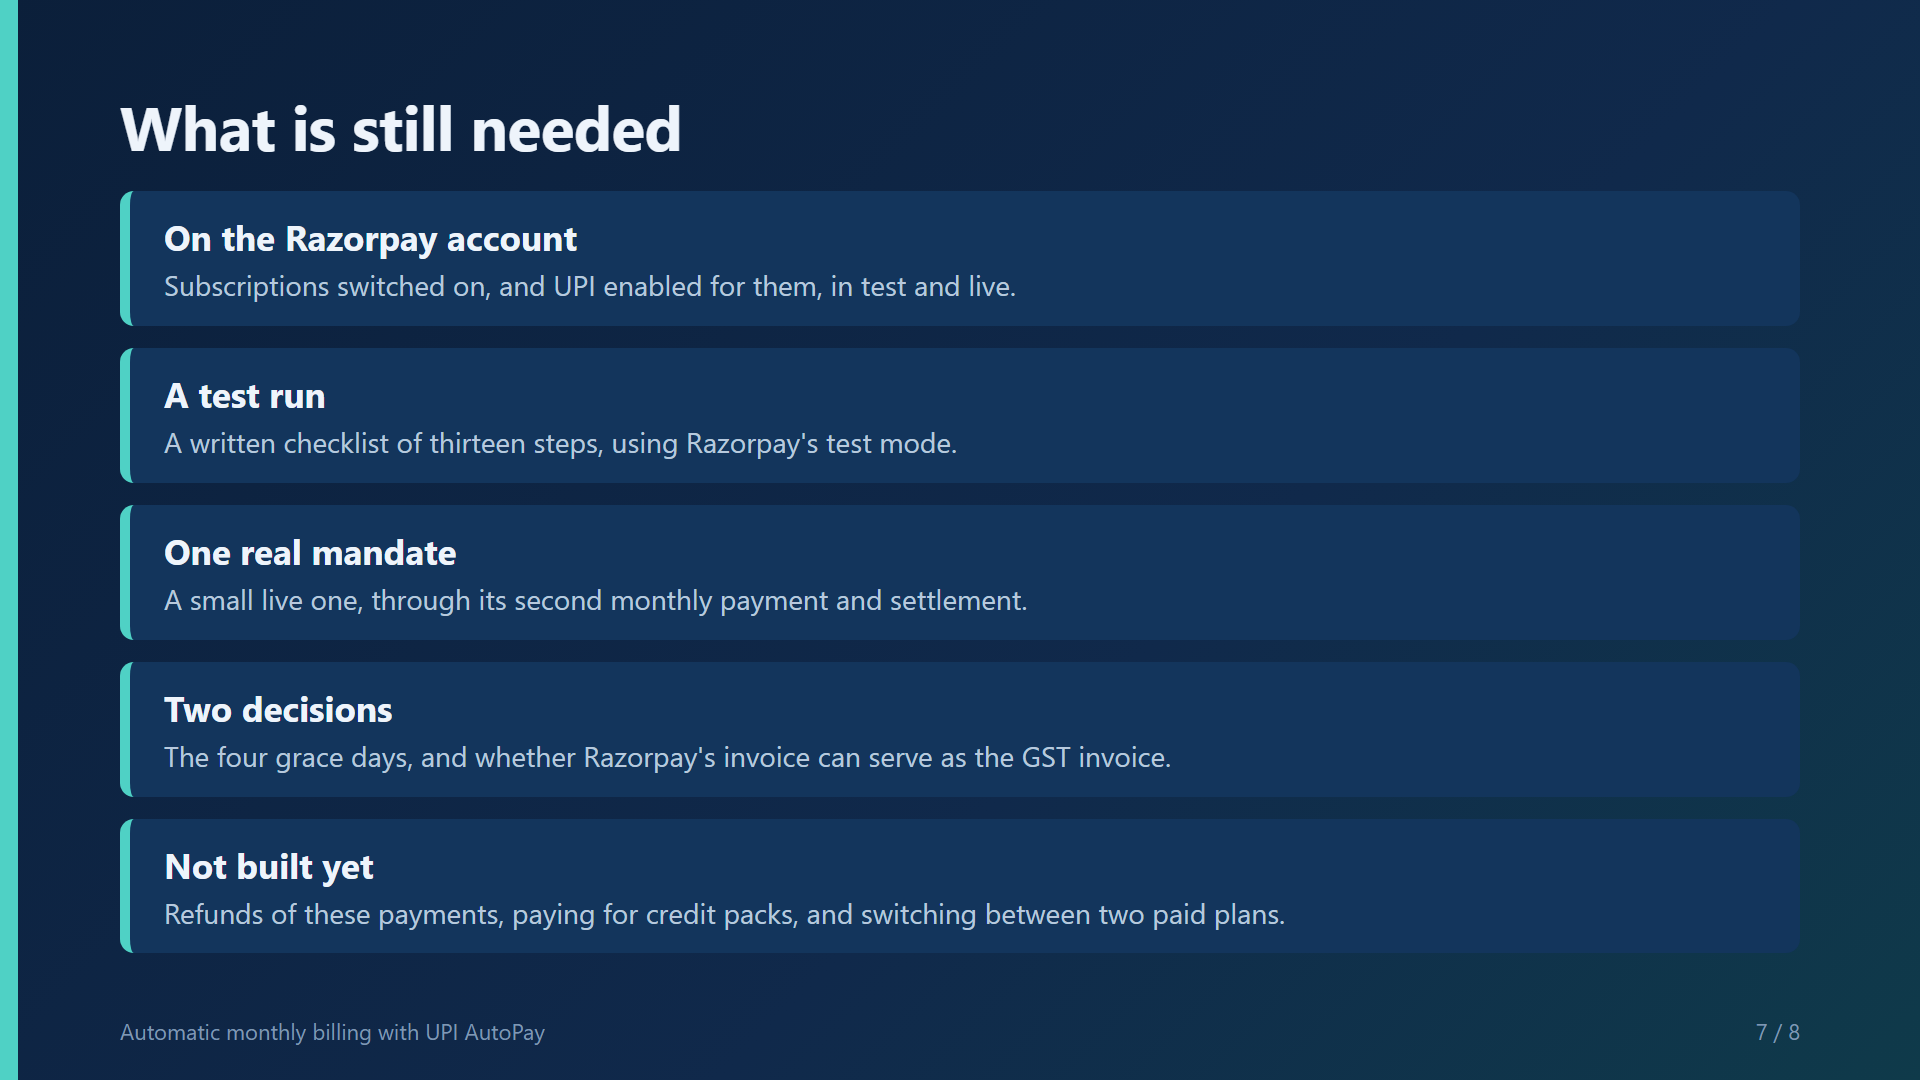 What is still needed
On the Razorpay account
Subscriptions switched on, and UPI enabled for them, in test and live.
A test run
A written checklist of thirteen steps, using Razorpay's test mode.
One real mandate
A small live one, through its second monthly payment and settlement.
Two decisions
The four grace days, and whether Razorpay's invoice can serve as the GST invoice.
Not built yet
Refunds of these payments, paying for credit packs, and switching between two paid plans.
Automatic monthly billing with UPI AutoPay
7 / 8